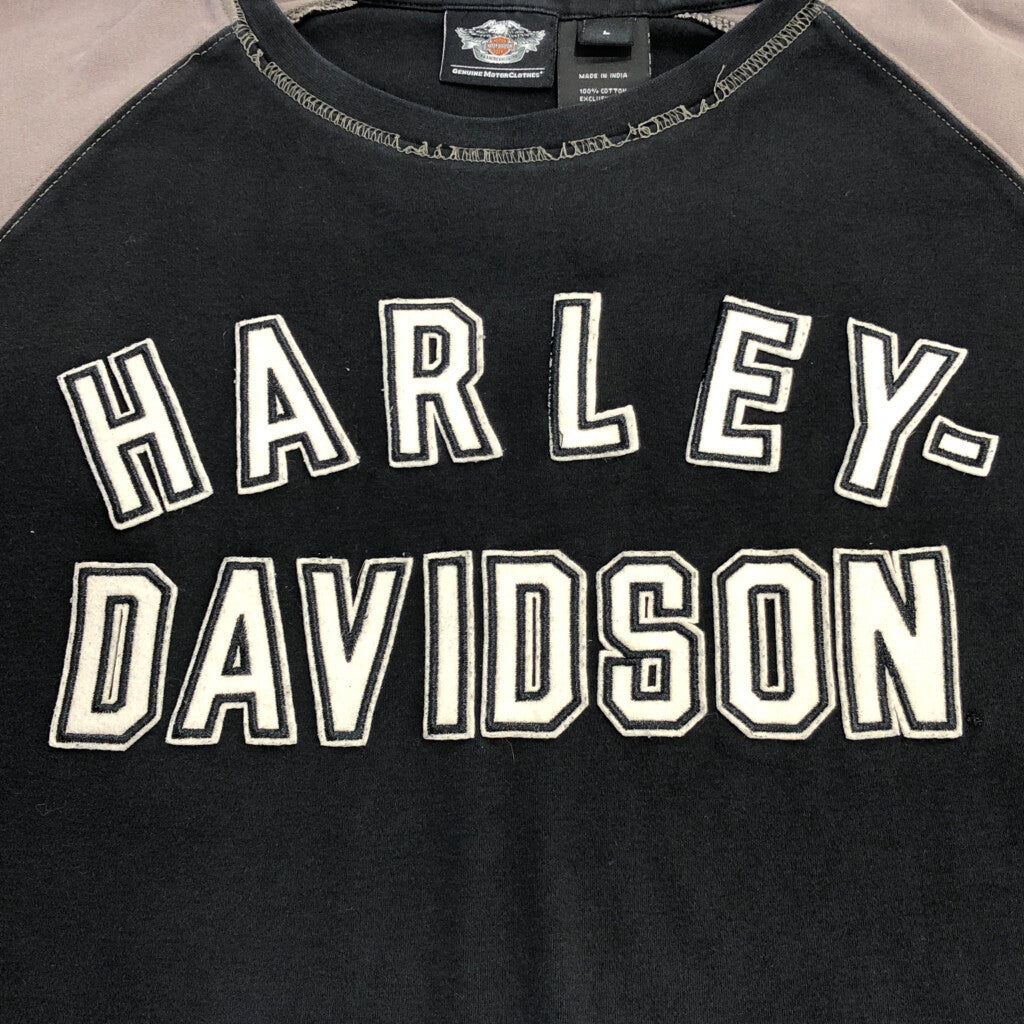 GENUINE MOTORCLOTHES
L
MADE IN INDIA
100% COTTON
HARLEY-
DAVIDSON